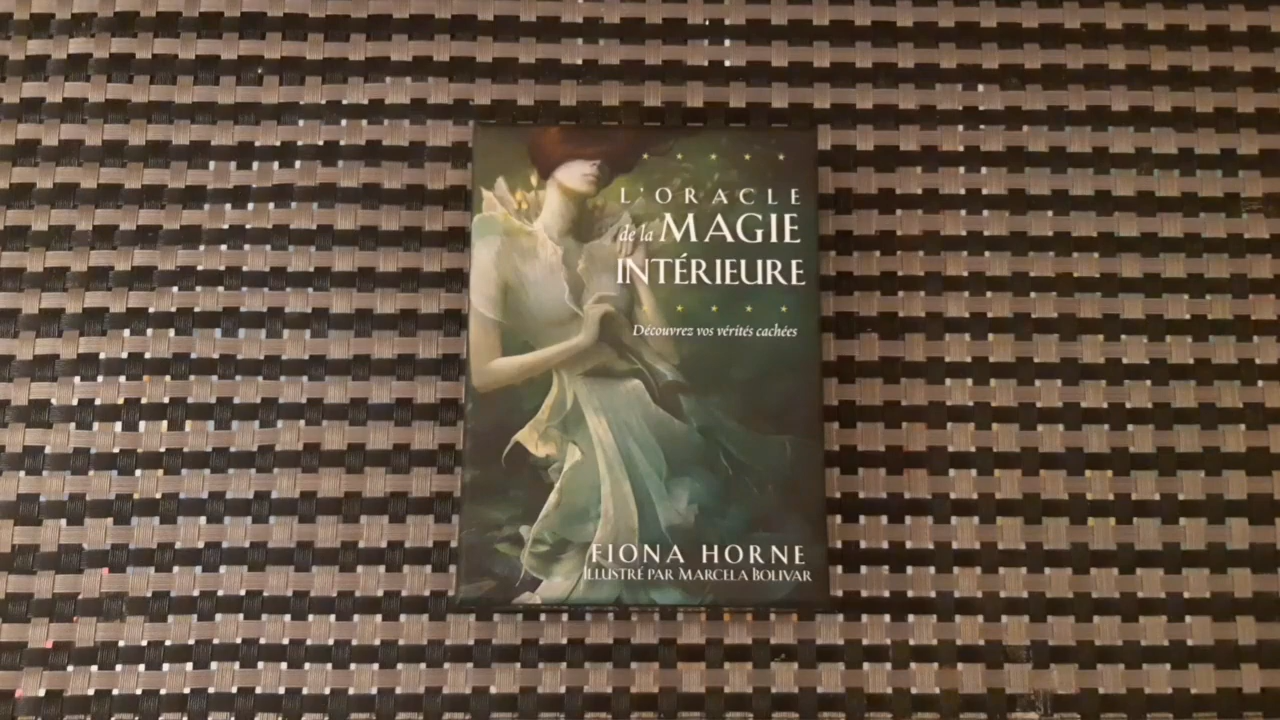 L'ORACLE
de la MAGIE
INTÉRIEURE
Découvrez vos vérités cachées
FIONA HORNE
ILLUSTRÉ PAR MARCELA BOLIVAR